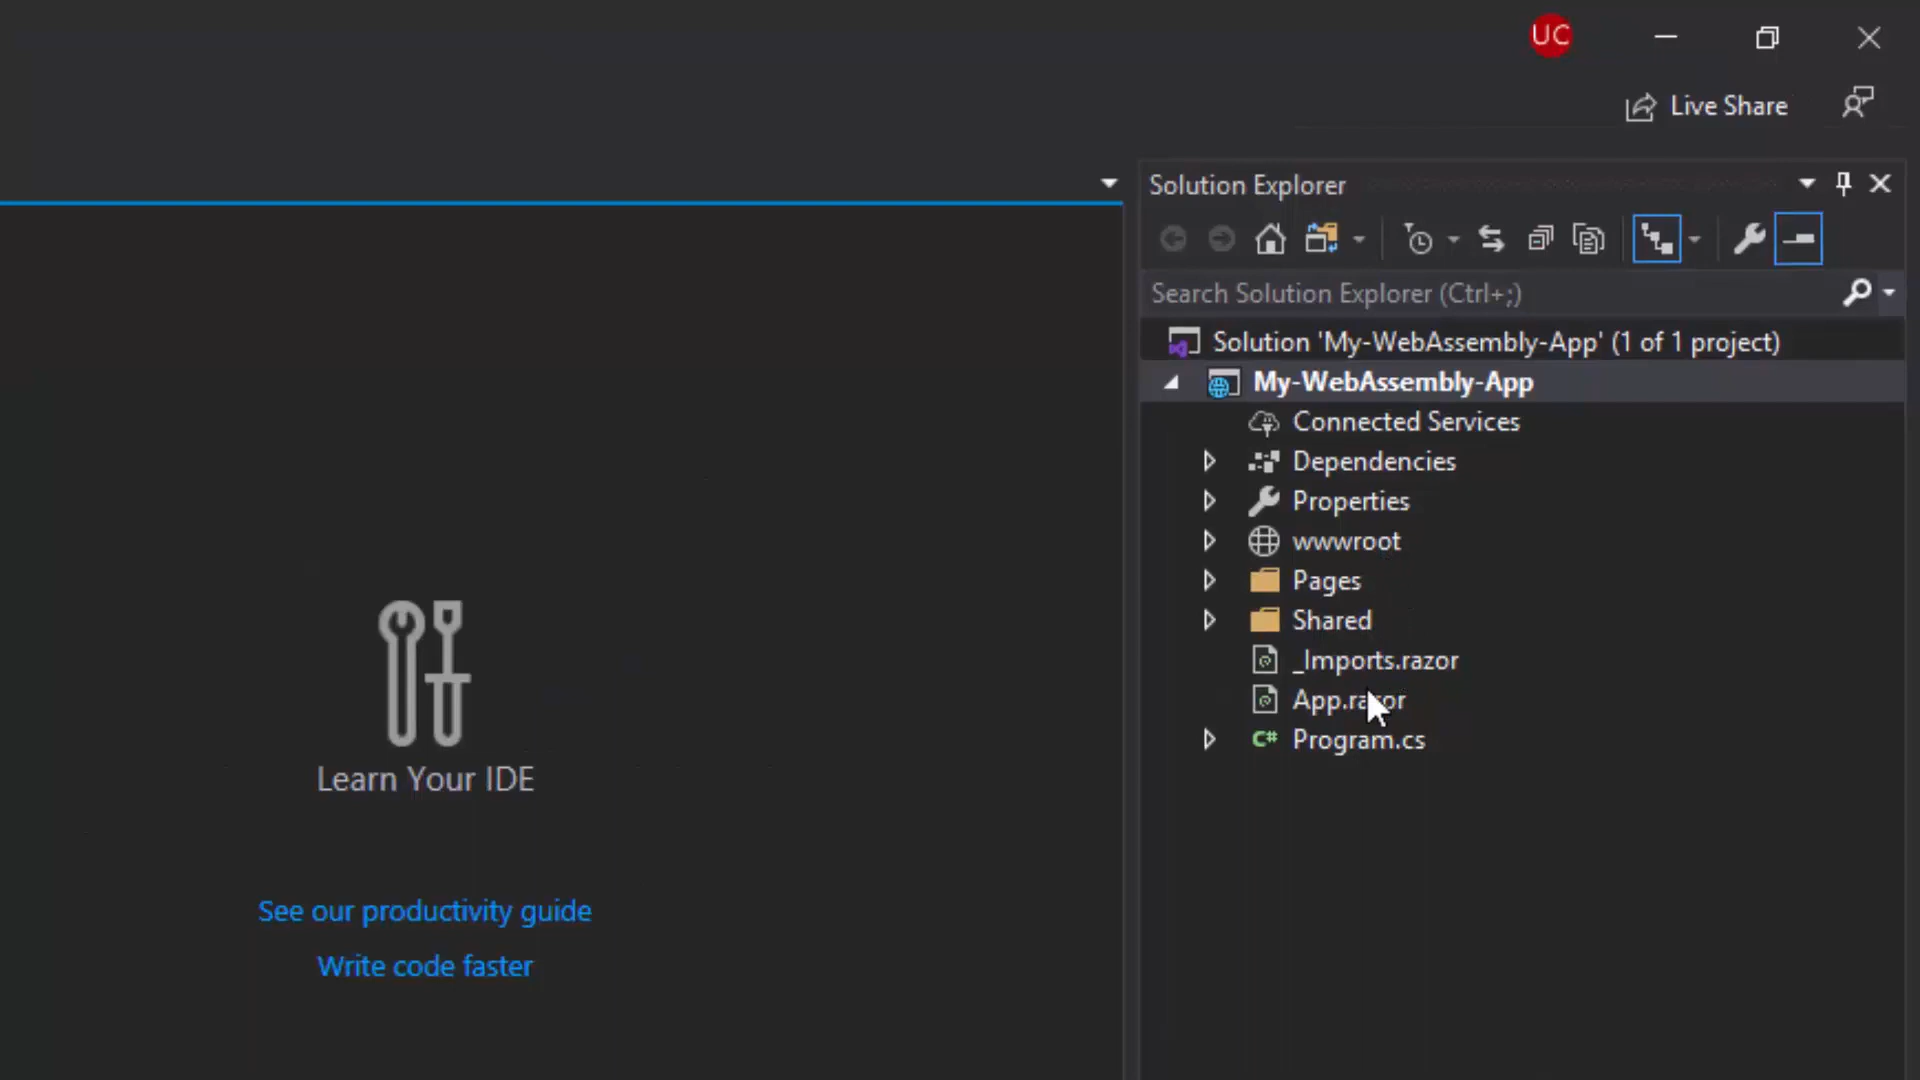 UC
Live Share
Solution Explorer
Search Solution Explorer (Ctrl+;)
Solution 'My-WebAssembly-App' (1 of 1 project)
My-WebAssembly-App
Connected Services
Dependencies
Properties
wwwroot
Pages
Shared
_Imports.razor
App.razor
C# Program.cs
Learn Your IDE
See our productivity guide
Write code faster